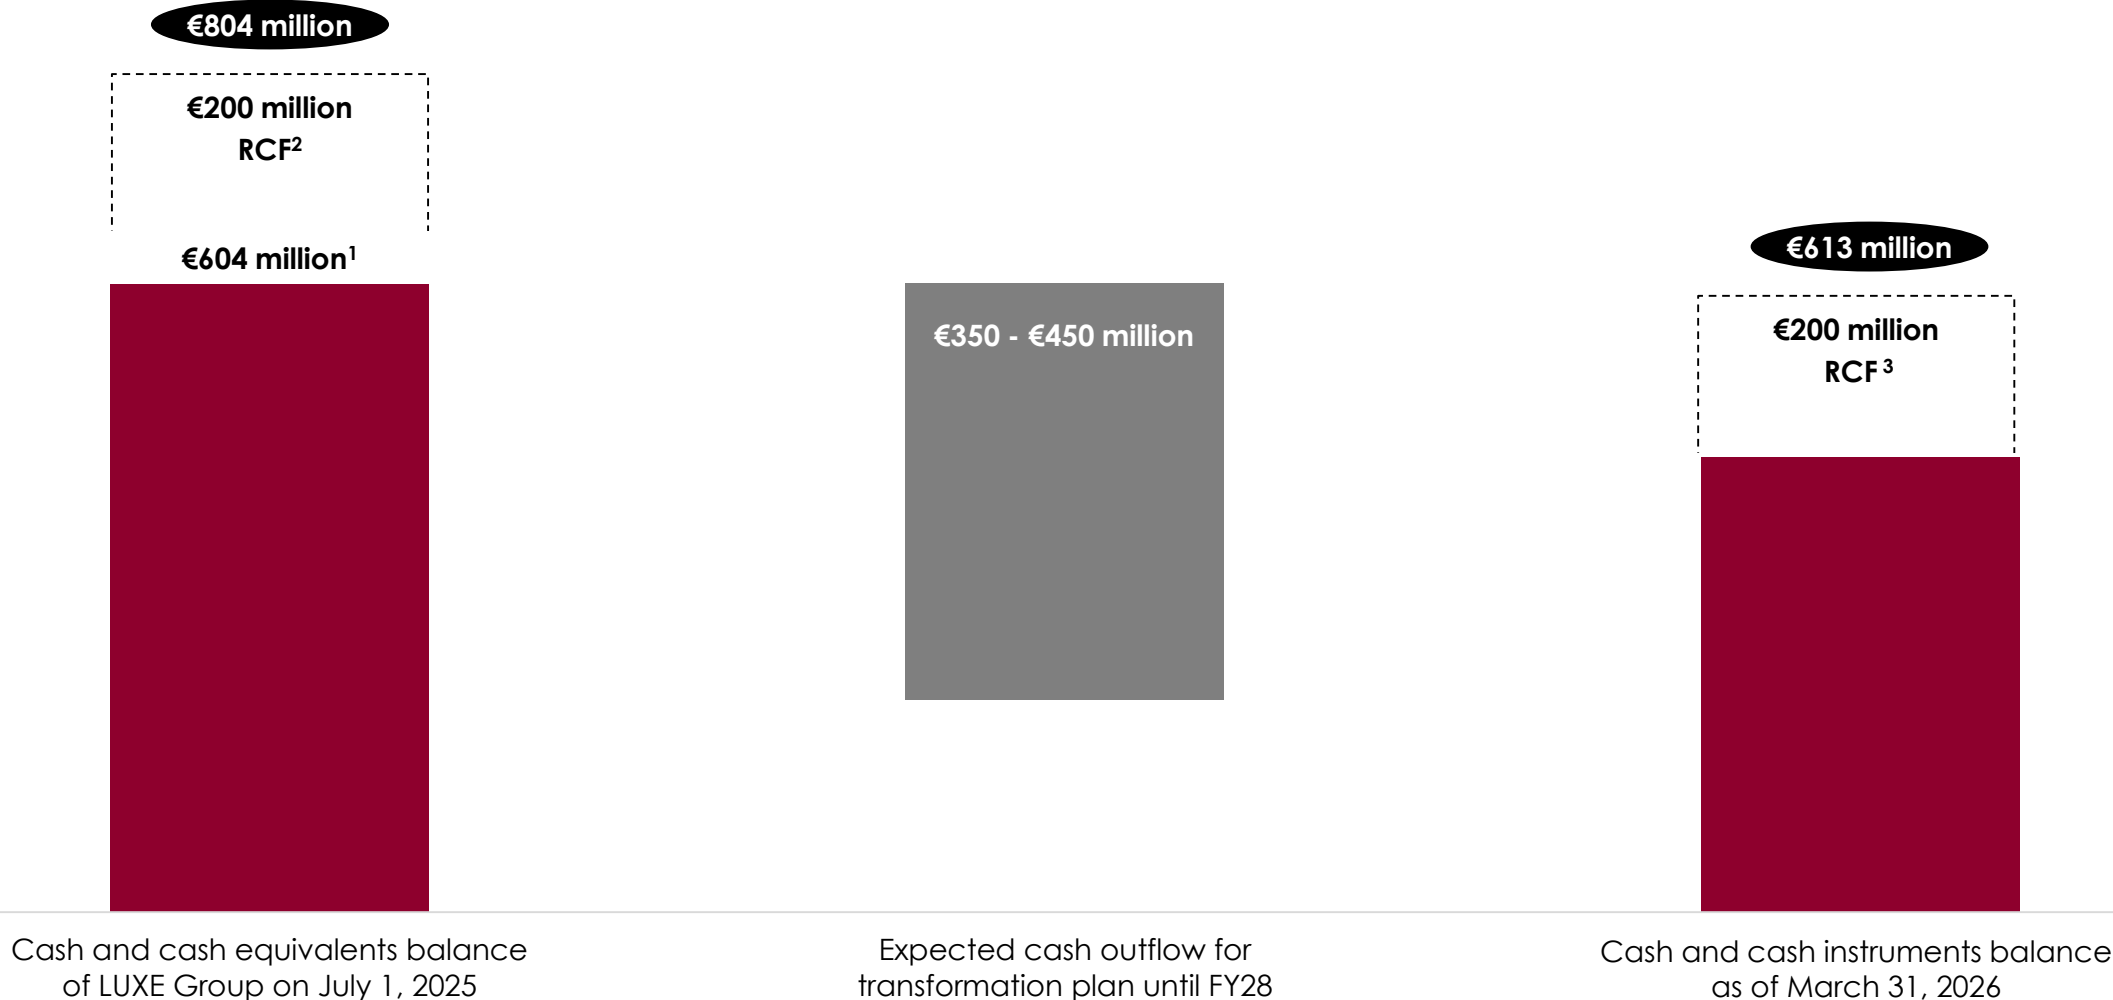 €804 million
€200 million
RCF²
€604 million¹
Cash and cash equivalents balance
of LUXE Group on July 1, 2025
€350 - €450 million
Expected cash outflow for
transformation plan until FY28
€613 million
€200 million
RCF ³
Cash and cash instruments balance
as of March 31, 2026